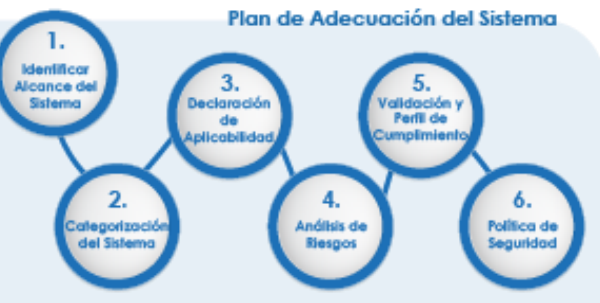 Plan de Adecuación del Sistema
1.
Identificar
Alcance del
Sistema
2.
Categorización
del Sistema
3.
Declaración
de
Aplicabilidad
4.
Análisis de
Riesgos
5.
Validación y
Perfil de
Cumplimiento
6.
Política de
Seguridad